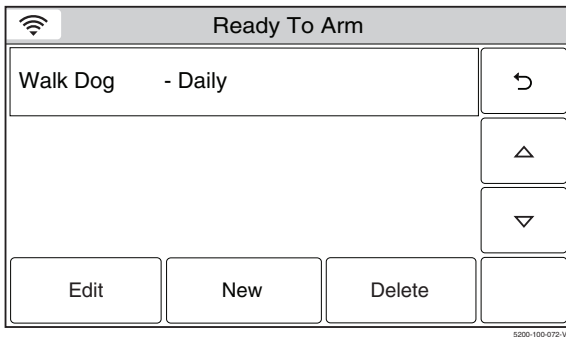 Ready To Arm
Walk Dog - Daily
Edit New Delete
5200-100-072-V